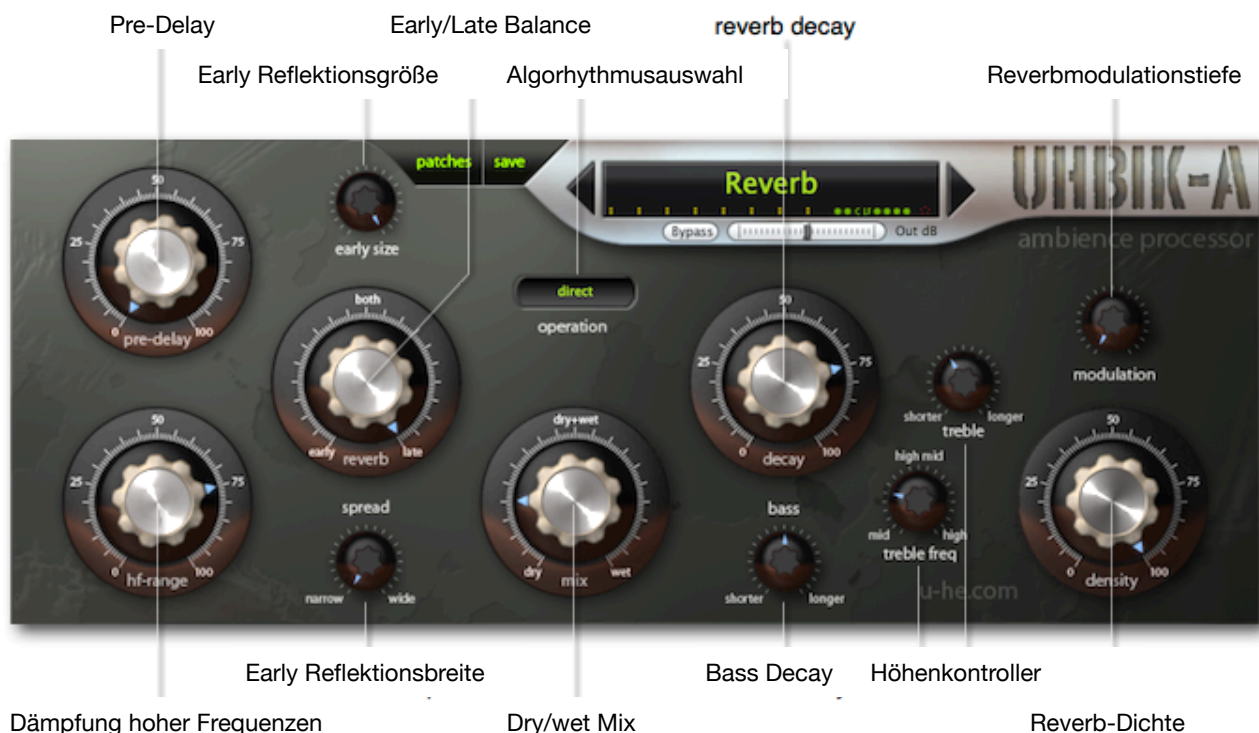 Pre-Delay
Early/Late Balance
reverb decay
Early Reflektionsgröße
Algorhythmusauswahl
Reverbmodulationstiefe
patches
save
Reverb
C LT
Bypass
Out dB
UHBIK-A
ambience processor
50
25
75
0
100
pre-delay
early size
direct
operation
both
early
late
reverb
50
25
75
0
100
decay
shorter
longer
treble
modulation
50
25
75
0
100
hf-range
spread
narrow
wide
dry+wet
dry
wet
mix
bass
shorter
longer
high mid
mid
high
treble freq
50
25
75
0
100
density
u-he.com
Early Reflektionsbreite
Bass Decay
Höhenkontroller
Dämpfung hoher Frequenzen
Dry/wet Mix
Reverb-Dichte